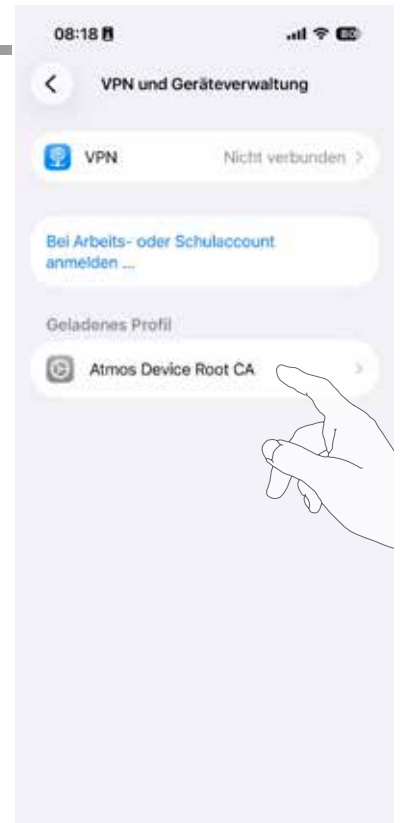 08:18
VPN und Geräteverwaltung
VPN Nicht verbunden
Bei Arbeits- oder Schulaccount
anmelden ...
Geladenes Profil
Atmos Device Root CA